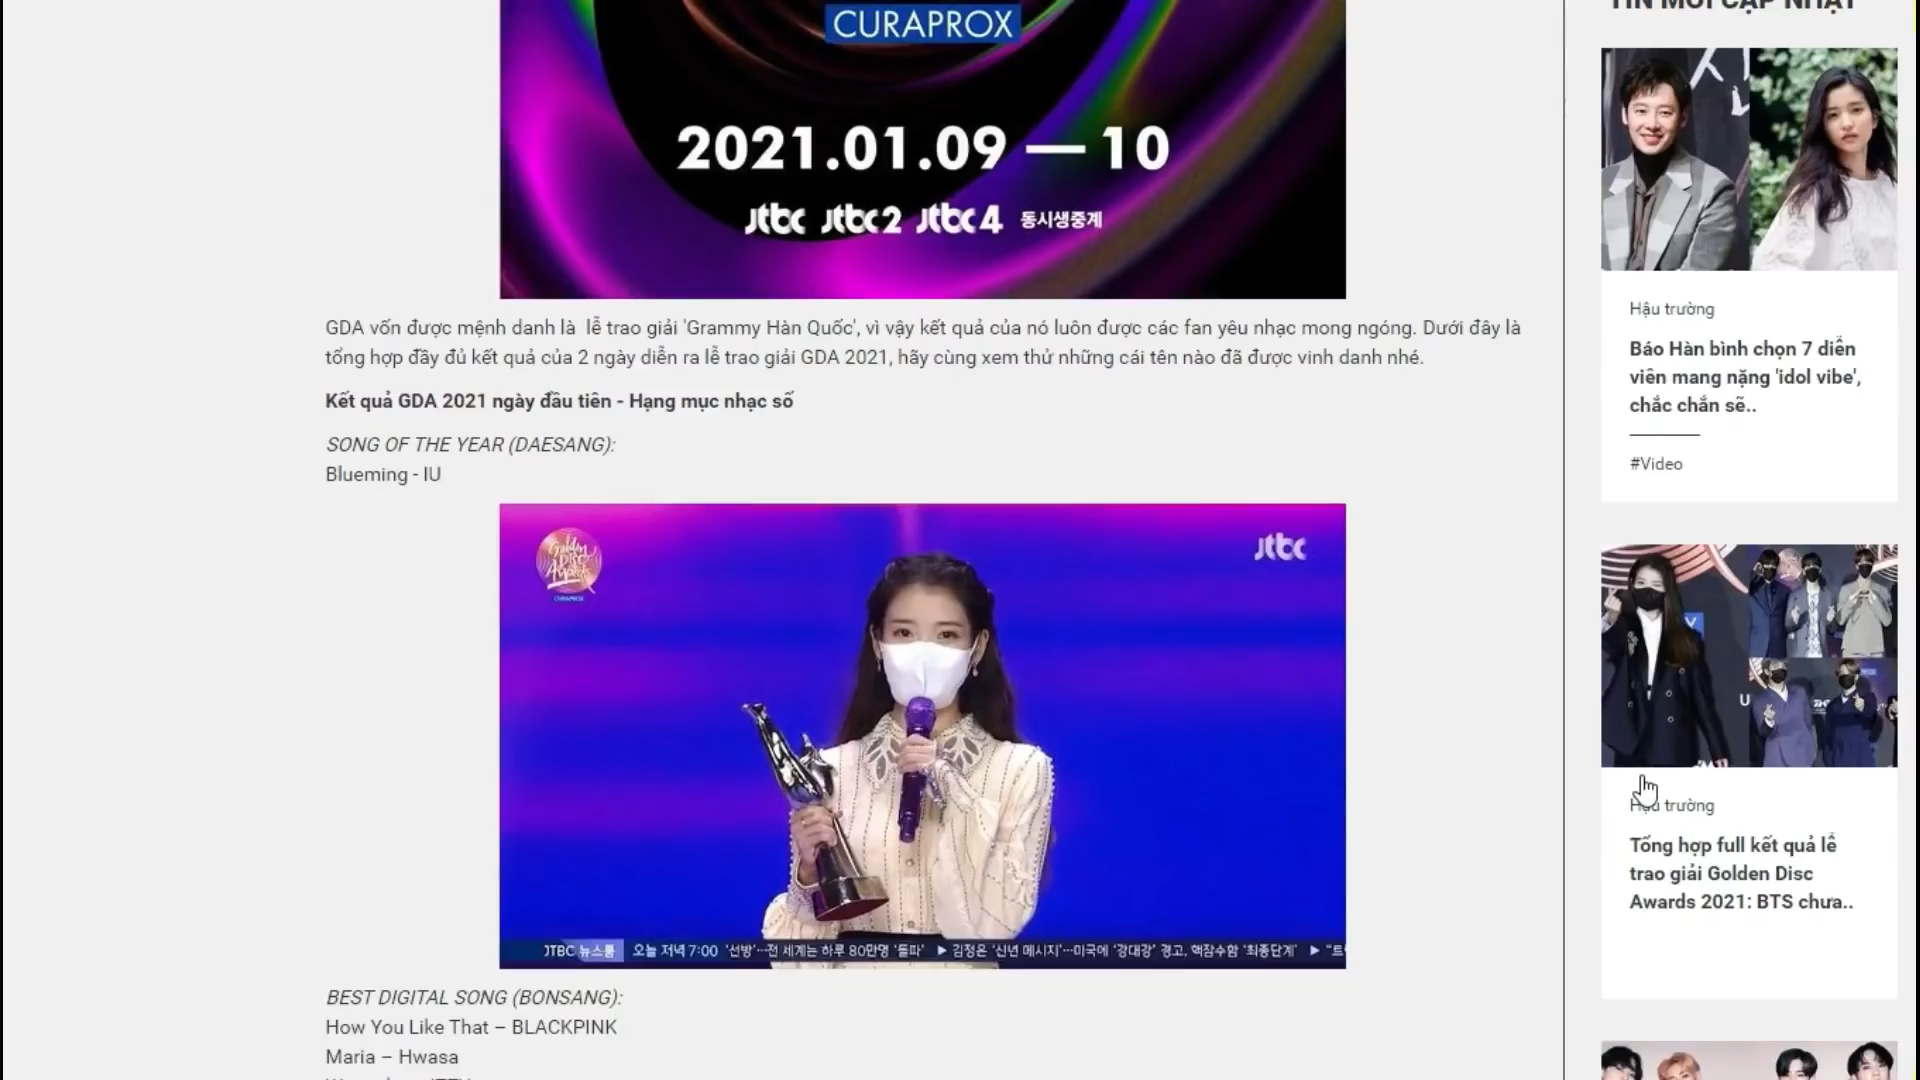 TIN MỚI CẬP NHẬT
CURAPROX
2021.01.09 — 10
Jtbc Jtbc2 Jtbc4 동시생중계
GDA vốn được mệnh danh là lễ trao giải 'Grammy Hàn Quốc', vì vậy kết quả của nó luôn được các fan yêu nhạc mong ngóng. Dưới đây là
tổng hợp đầy đủ kết quả của 2 ngày diễn ra lễ trao giải GDA 2021, hãy cùng xem thử những cái tên nào đã được vinh danh nhé.
Kết quả GDA 2021 ngày đầu tiên - Hạng mục nhạc số
SONG OF THE YEAR (DAESANG):
Blueming - IU
Golden
Disc
Awards
CURAPROX
Jtbc
JTBC 뉴스룸 오늘 저녁 7:00 '선방'…전 세계는 하루 80만명 '돌파' ▶ 김정은 '신년 메시지'…미국에 '강대강' 경고, 핵잠수함 '최종단계' ▶
BEST DIGITAL SONG (BONSANG):
How You Like That – BLACKPINK
Maria – Hwasa
Hậu trường
Báo Hàn bình chọn 7 diễn
viên mang nặng 'idol vibe',
chắc chắn sẽ..
#Video
Hậu trường
Tổng hợp full kết quả lễ
trao giải Golden Disc
Awards 2021: BTS chưa..